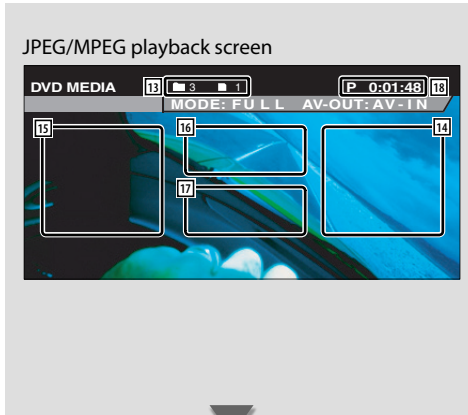 JPEG/MPEG playback screen
DVD MEDIA 13 3 1 P 0:01:48 18
MODE: FULL AV-OUT: AV-IN
15 16 14
17